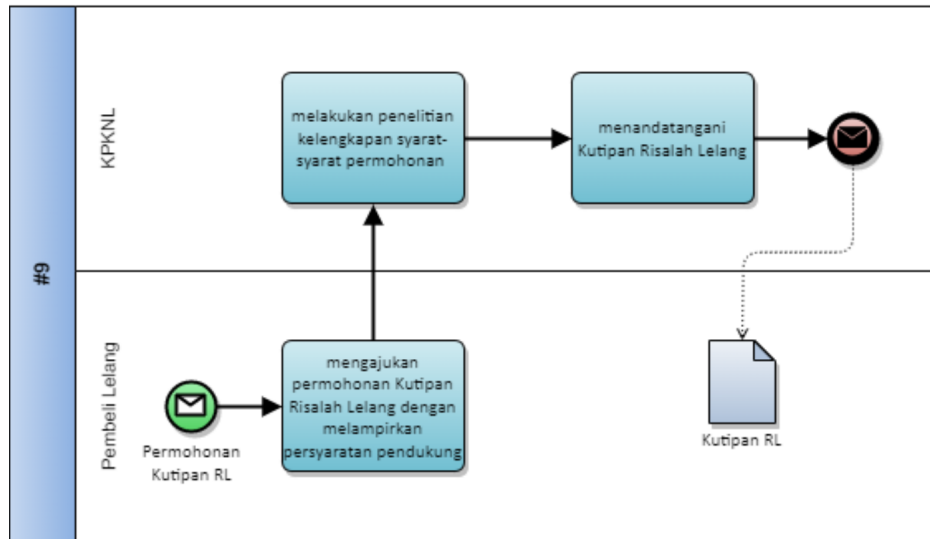 #9
KPKNL
melakukan penelitian
kelengkapan syarat-
syarat permohonan
menandatangani
Kutipan Risalah Lelang
Pembeli Lelang
Permohonan
Kutipan RL
mengajukan
permohonan Kutipan
Risalah Lelang dengan
melampirkan
persyaratan pendukung
Kutipan RL